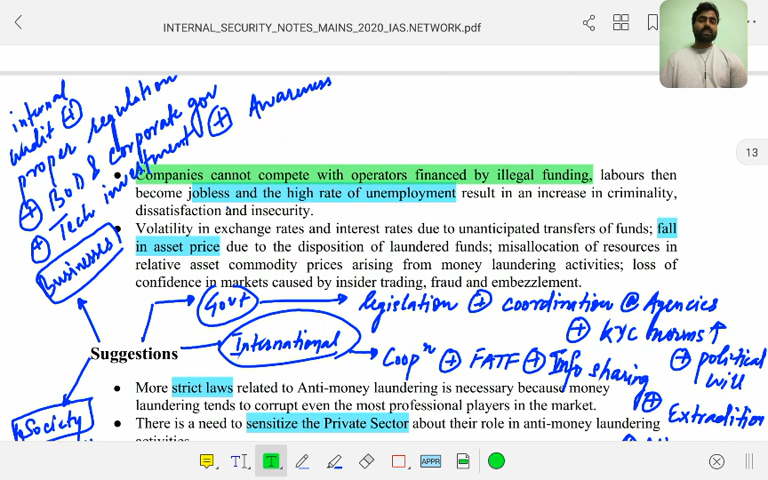 INTERNAL_SECURITY_NOTES_MAINS_2020_IAS.NETWORK.pdf
13
internal audit +
proper regulation
+ BoD & corporate gov
+ Tech investment + Awareness
Businesses
• Companies cannot compete with operators financed by illegal funding, labours then
become jobless and the high rate of unemployment result in an increase in criminality,
dissatisfaction and insecurity.
• Volatility in exchange rates and interest rates due to unanticipated transfers of funds; fall
in asset price due to the disposition of laundered funds; misallocation of resources in
relative asset commodity prices arising from money laundering activities; loss of
confidence in markets caused by insider trading, fraud and embezzlement.
Govt
legislation + coordination @ Agencies
+ KYC norms ↑
+ political will
International
Coopn + FATF + Info sharing
+ Extradition
Suggestions
Society
• More strict laws related to Anti-money laundering is necessary because money
laundering tends to corrupt even the most professional players in the market.
• There is a need to sensitize the Private Sector about their role in anti-money laundering
activities
APPR